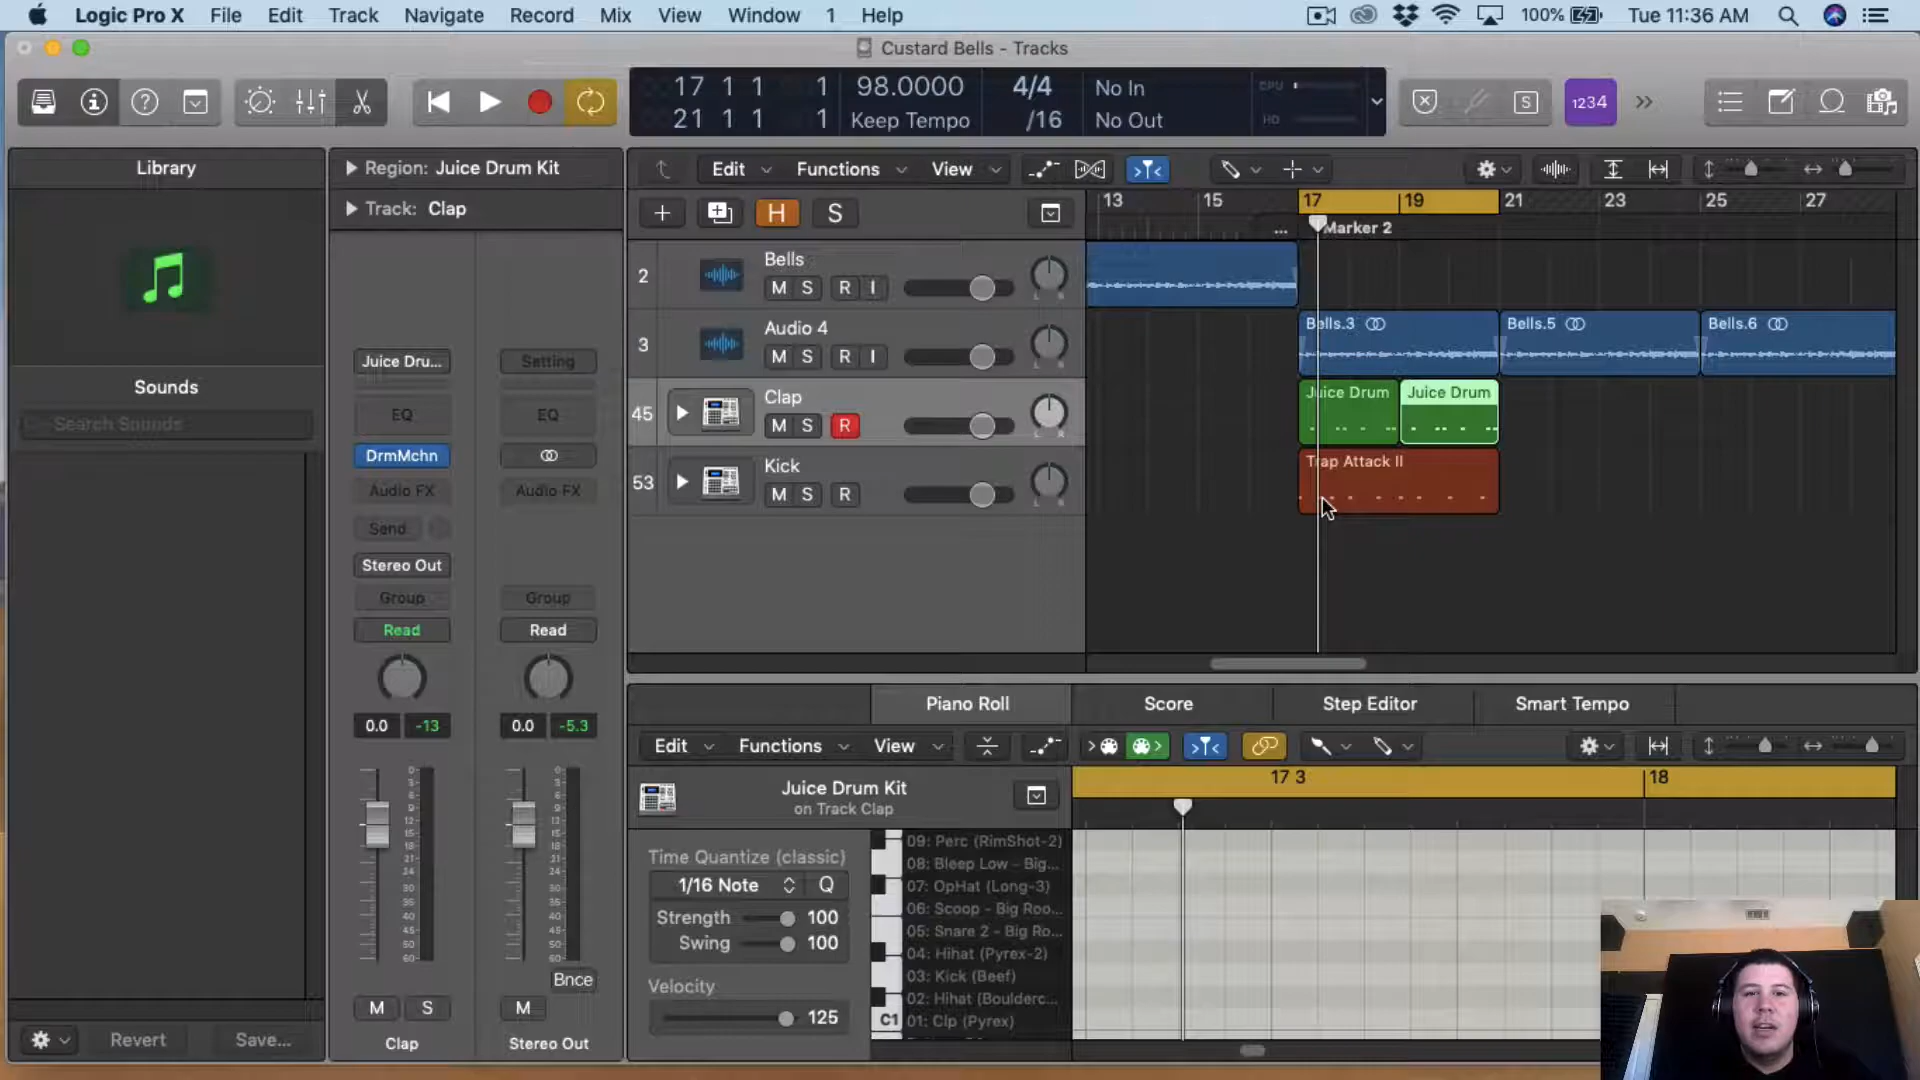 Logic Pro X File Edit Track Navigate Record Mix View Window 1 Help 100% Tue 11:36 AM
Custard Bells - Tracks
17 1 1 1 98.0000 4/4 No In CPU
21 1 1 1 Keep Tempo /16 No Out HD
S 1234
Library
Region: Juice Drum Kit
Edit Functions View
Track: Clap
H S
13 15 17 19 21 23 25 27
... Marker 2
2 Bells
M S R I
3 Audio 4
M S R I
Bells.3 Bells.5 Bells.6
45 Clap
M S R
Juice Drum Juice Drum
53 Kick
M S R
Trap Attack II
Sounds
Search Sounds
Juice Dru... Setting
EQ EQ
DrmMchn
Audio FX Audio FX
Send
Stereo Out
Group Group
Read Read
0.0 -13 0.0 -5.3
Bnce
M S M
Clap Stereo Out
Revert Save...
Piano Roll Score Step Editor Smart Tempo
Edit Functions View
Juice Drum Kit
on Track Clap
17 3 18
Time Quantize (classic)
1/16 Note Q
Strength 100
Swing 100
Velocity
125
09: Perc (RimShot-2)
08: Bleep Low - Big...
07: OpHat (Long-3)
06: Scoop - Big Roo...
05: Snare 2 - Big Ro...
04: Hihat (Pyrex-2)
03: Kick (Beef)
02: Hihat (Boulderc...
C1 01: Clp (Pyrex)